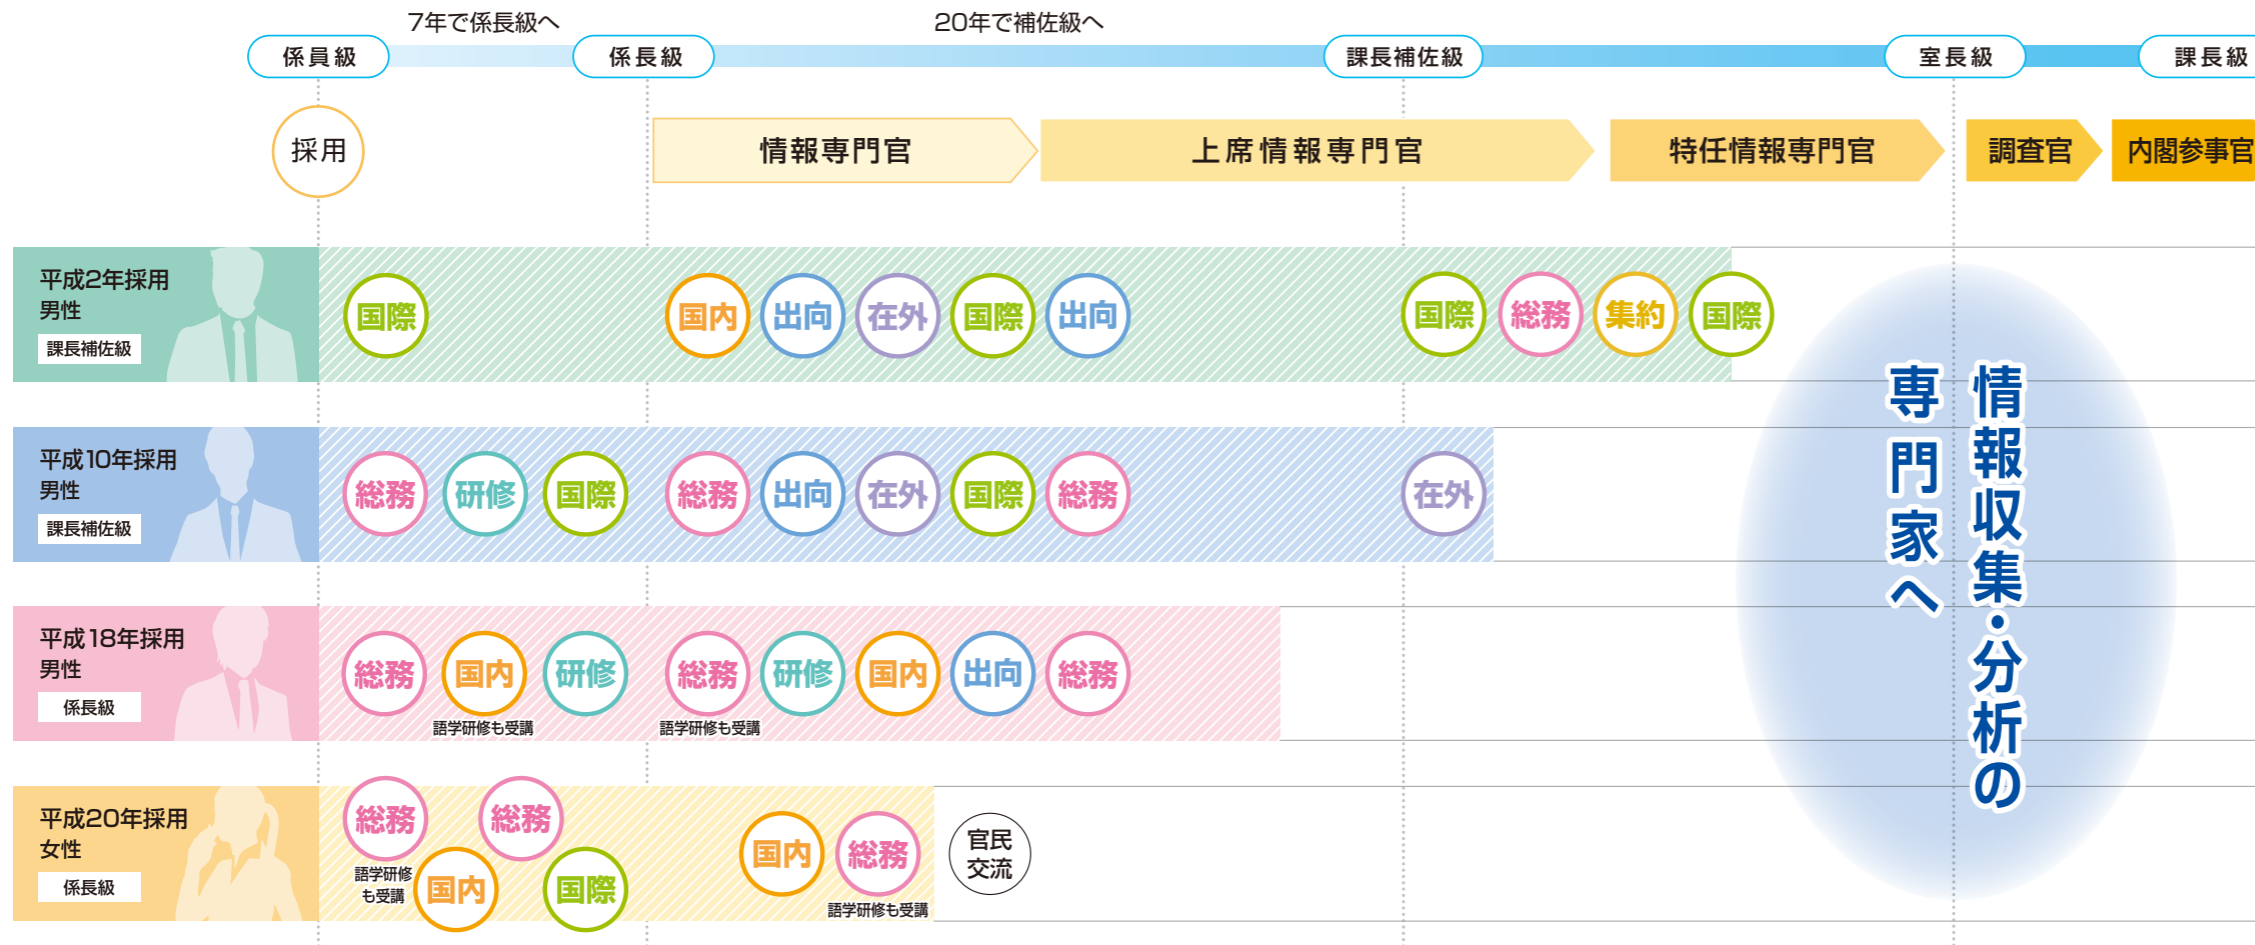 7年で係長級へ
20年で補佐級へ
係員級
係長級
課長補佐級
室長級
課長級
採用
情報専門官
上席情報専門官
特任情報専門官
調査官
内閣参事官
平成2年採用
男性
課長補佐級
国際
国内
出向
在外
国際
出向
国際
総務
集約
国際
平成10年採用
男性
課長補佐級
総務
研修
国際
総務
出向
在外
国際
総務
在外
平成18年採用
男性
係長級
総務
国内
語学研修も受講
研修
総務
語学研修も受講
研修
国内
出向
総務
平成20年採用
女性
係長級
総務
語学研修
も受講
国内
総務
国際
国内
総務
語学研修も受講
官民
交流
情報収集・分析の
専門家へ